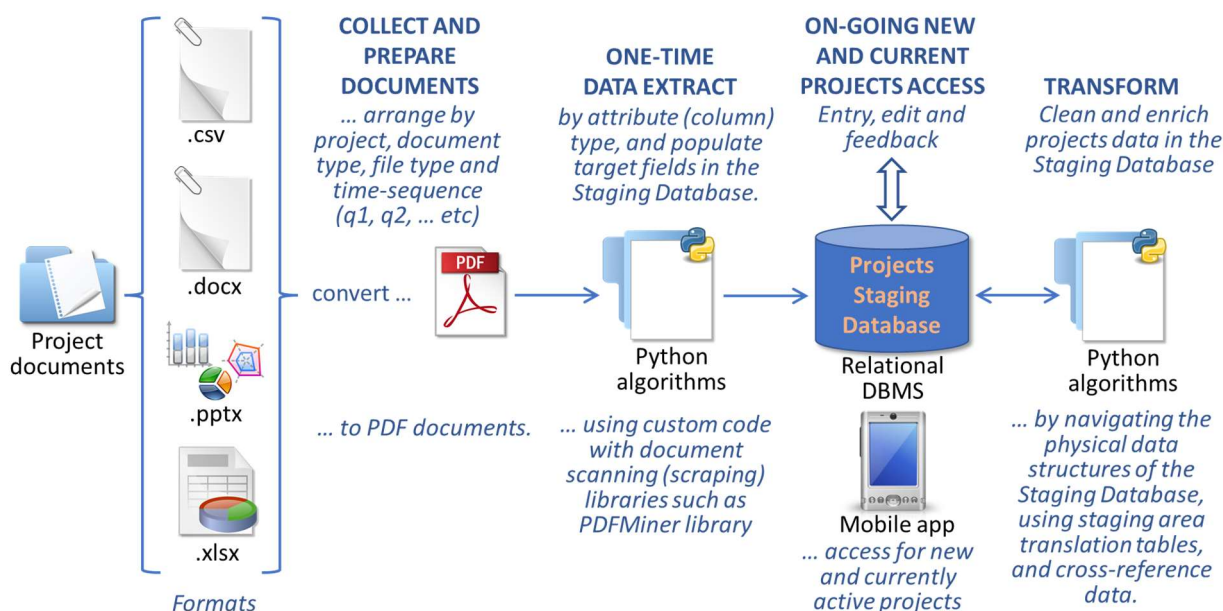 Project
documents
.csv
.docx
.pptx
.xlsx
Formats
COLLECT AND
PREPARE
DOCUMENTS
... arrange by
project, document
type, file type and
time-sequence
(q1, q2, ... etc)
convert ...
PDF
... to PDF documents.
ONE-TIME
DATA EXTRACT
by attribute (column)
type, and populate
target fields in the
Staging Database.
Python
algorithms
... using custom code
with document
scanning (scraping)
libraries such as
PDFMiner library
ON-GOING NEW
AND CURRENT
PROJECTS ACCESS
Entry, edit and
feedback
Projects
Staging
Database
Relational
DBMS
Mobile app
... access for new
and currently
active projects
TRANSFORM
Clean and enrich
projects data in the
Staging Database
Python
algorithms
... by navigating the
physical data
structures of the
Staging Database,
using staging area
translation tables,
and cross-reference
data.